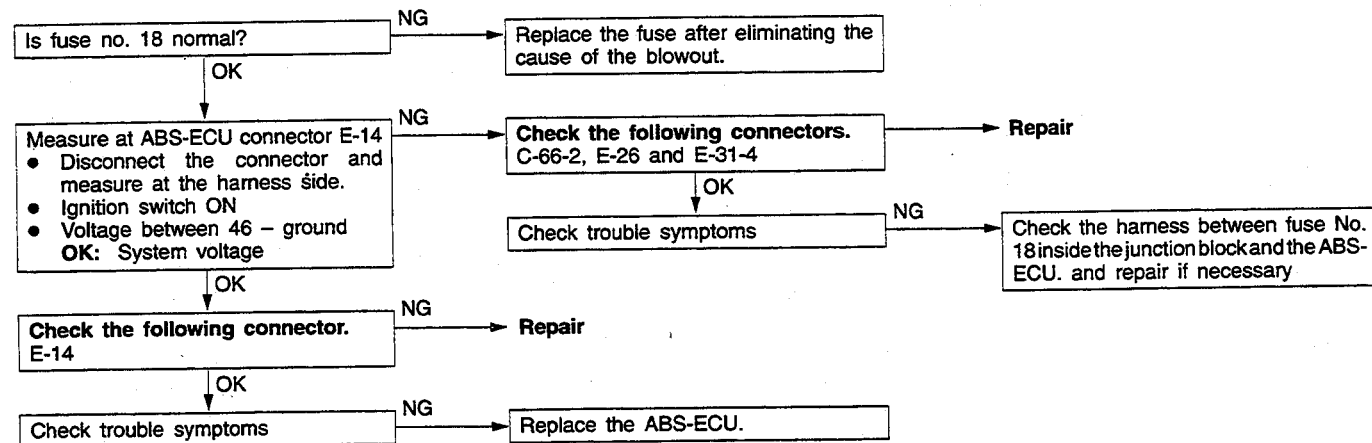 Is fuse no. 18 normal?
NG
Replace the fuse after eliminating the
cause of the blowout.
OK
Measure at ABS-ECU connector E-14
● Disconnect the connector and
measure at the harness side.
● Ignition switch ON
● Voltage between 46 – ground
OK: System voltage
NG
Check the following connectors.
C-66-2, E-26 and E-31-4
Repair
OK
Check trouble symptoms
NG
Check the harness between fuse No.
18 inside the junction block and the ABS-
ECU. and repair if necessary
OK
Check the following connector.
E-14
NG
Repair
OK
Check trouble symptoms
NG
Replace the ABS-ECU.